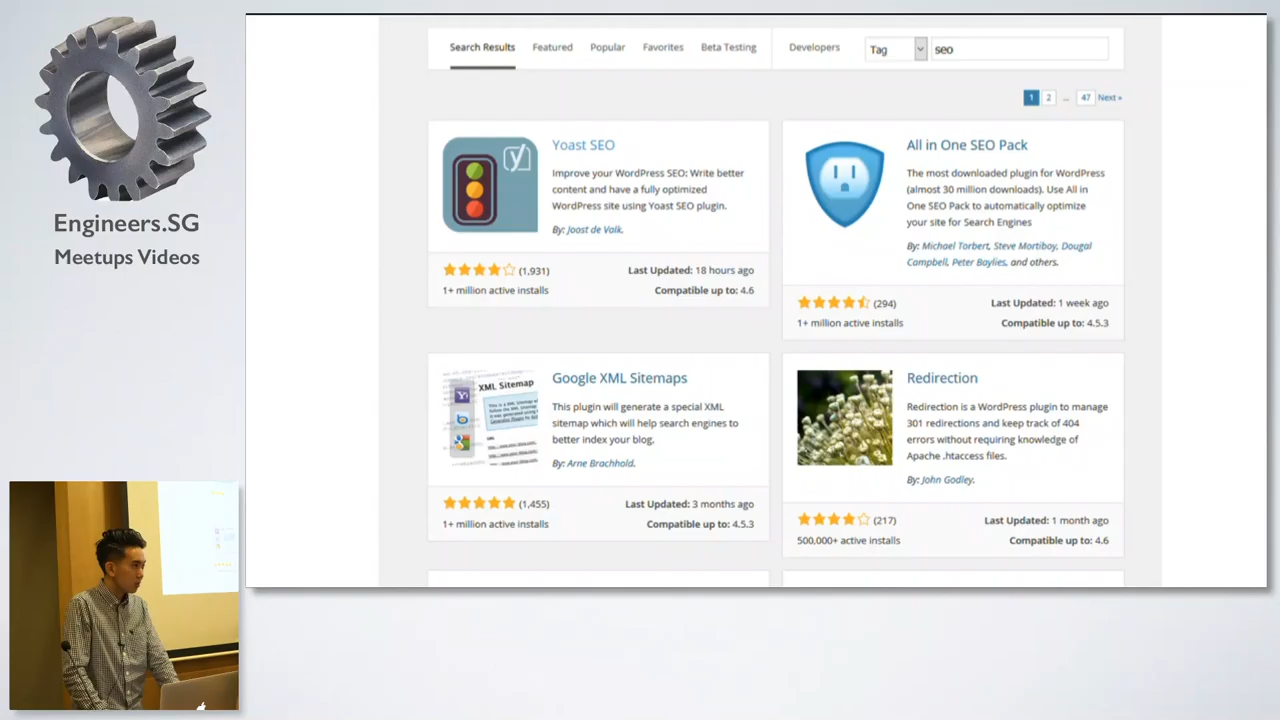 Engineers.SG
Meetups Videos
Search Results Featured Popular Favorites Beta Testing Developers Tag seo
1 2 ... 47 Next »
Yoast SEO
Improve your WordPress SEO: Write better
content and have a fully optimized
WordPress site using Yoast SEO plugin.
By: Joost de Valk.
(1,931) Last Updated: 18 hours ago
1+ million active installs Compatible up to: 4.6
All in One SEO Pack
The most downloaded plugin for WordPress
(almost 30 million downloads). Use All in
One SEO Pack to automatically optimize
your site for Search Engines
By: Michael Torbert, Steve Mortiboy, Dougal
Campbell, Peter Baylies, and others.
(294) Last Updated: 1 week ago
1+ million active installs Compatible up to: 4.5.3
XML Sitemap
Google XML Sitemaps
This plugin will generate a special XML
sitemap which will help search engines to
better index your blog.
By: Arne Brachhold.
(1,455) Last Updated: 3 months ago
1+ million active installs Compatible up to: 4.5.3
Redirection
Redirection is a WordPress plugin to manage
301 redirections and keep track of 404
errors without requiring knowledge of
Apache .htaccess files.
By: John Godley.
(217) Last Updated: 1 month ago
500,000+ active installs Compatible up to: 4.6